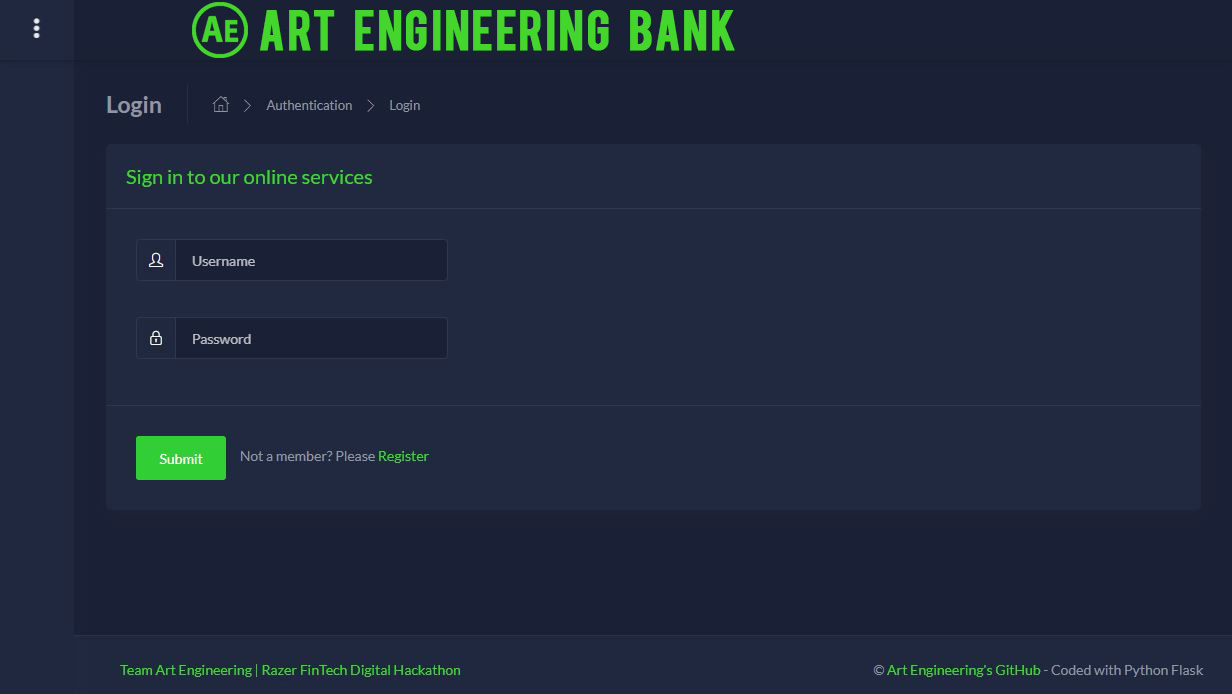 AE ART ENGINEERING BANK
Login
Authentication
Login
Sign in to our online services
Username
Password
Submit
Not a member? Please Register
Team Art Engineering | Razer FinTech Digital Hackathon
© Art Engineering's GitHub - Coded with Python Flask